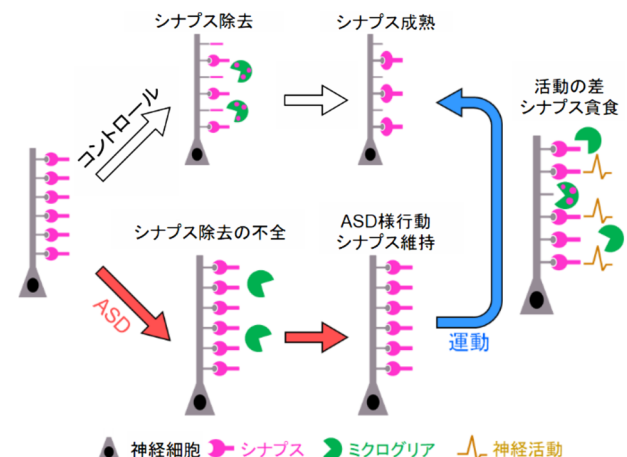 シナプス除去
シナプス成熟
コントロール
活動の差
シナプス貪食
シナプス除去の不全
ASD様行動
シナプス維持
ASD
運動
神経細胞
シナプス
ミクログリア
神経活動